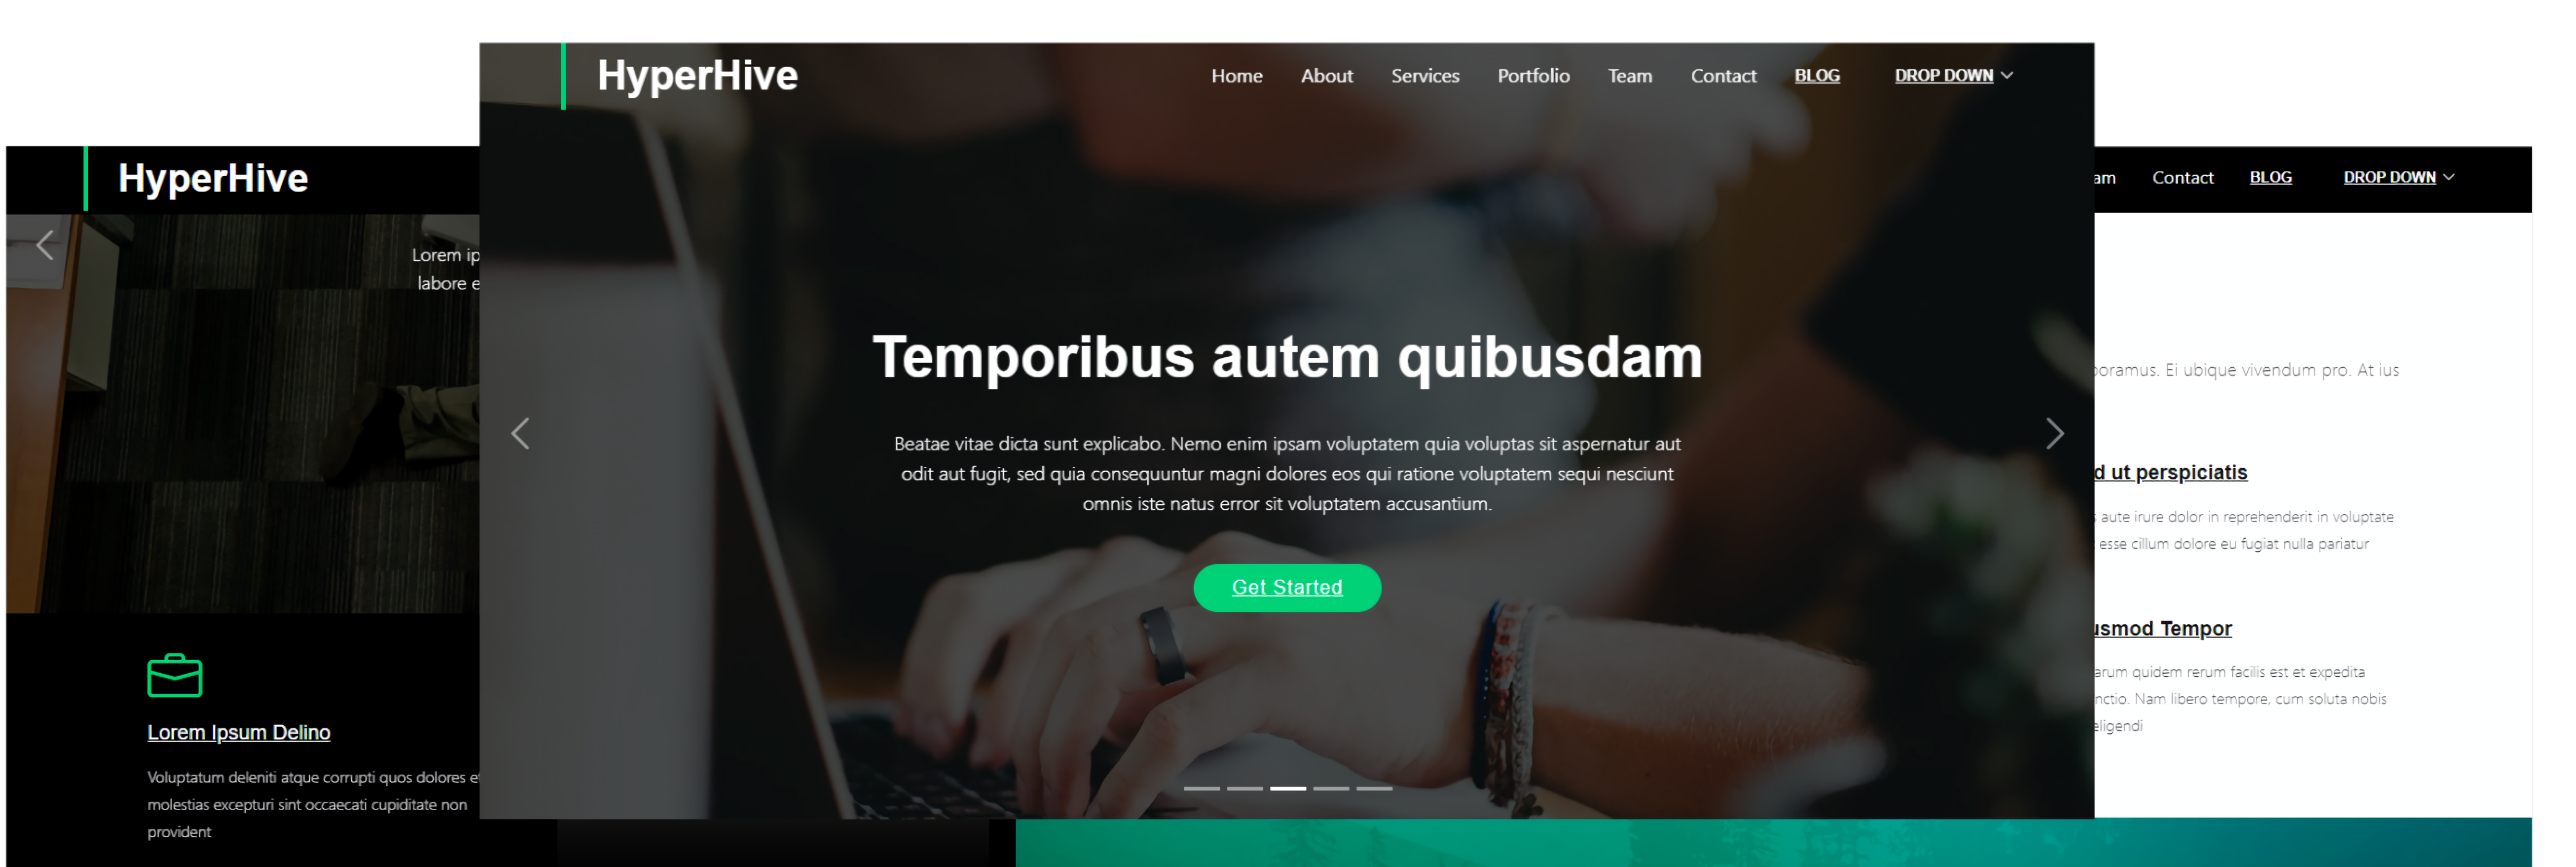 HyperHive
Home About Services Portfolio Team Contact BLOG DROP DOWN
Temporibus autem quibusdam
Beatae vitae dicta sunt explicabo. Nemo enim ipsam voluptatem quia voluptas sit aspernatur aut
odit aut fugit, sed quia consequuntur magni dolores eos qui ratione voluptatem sequi nesciunt
omnis iste natus error sit voluptatem accusantium.
Get Started
HyperHive
Lorem ip
labore e
Lorem Ipsum Delino
Voluptatum deleniti atque corrupti quos dolores et
molestias excepturi sint occaecati cupiditate non
provident
am Contact BLOG DROP DOWN
boramus. Ei ubique vivendum pro. At ius
d ut perspiciatis
aute irure dolor in reprehenderit in voluptate
esse cillum dolore eu fugiat nulla pariatur
usmod Tempor
arum quidem rerum facilis est et expedita
nctio. Nam libero tempore, cum soluta nobis
eligendi